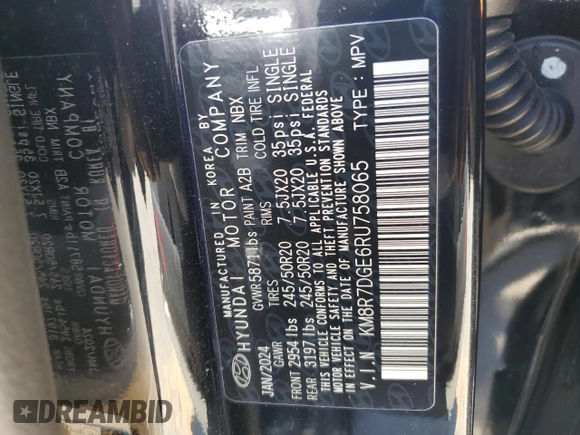 MANUFACTURED IN KOREA BY
HYUNDAI MOTOR COMPANY
JAN/2024 GVWR 5871 lbs PAINT A2B TRIM NBX
GAWR TIRES RIMS COLD TIRE INFL
FRONT 2954 lbs 245/50R20 7.5JX20 35psi SINGLE
REAR 3197 lbs 245/50R20 7.5JX20 35psi SINGLE
THIS VEHICLE CONFORMS TO ALL APPLICABLE U.S.A. FEDERAL
MOTOR VEHICLE SAFETY AND THEFT PREVENTION STANDARDS
IN EFFECT ON THE DATE OF MANUFACTURE SHOWN ABOVE
V.I.N KM8R7DGE6RU758065 TYPE : MPV
DREAMBID